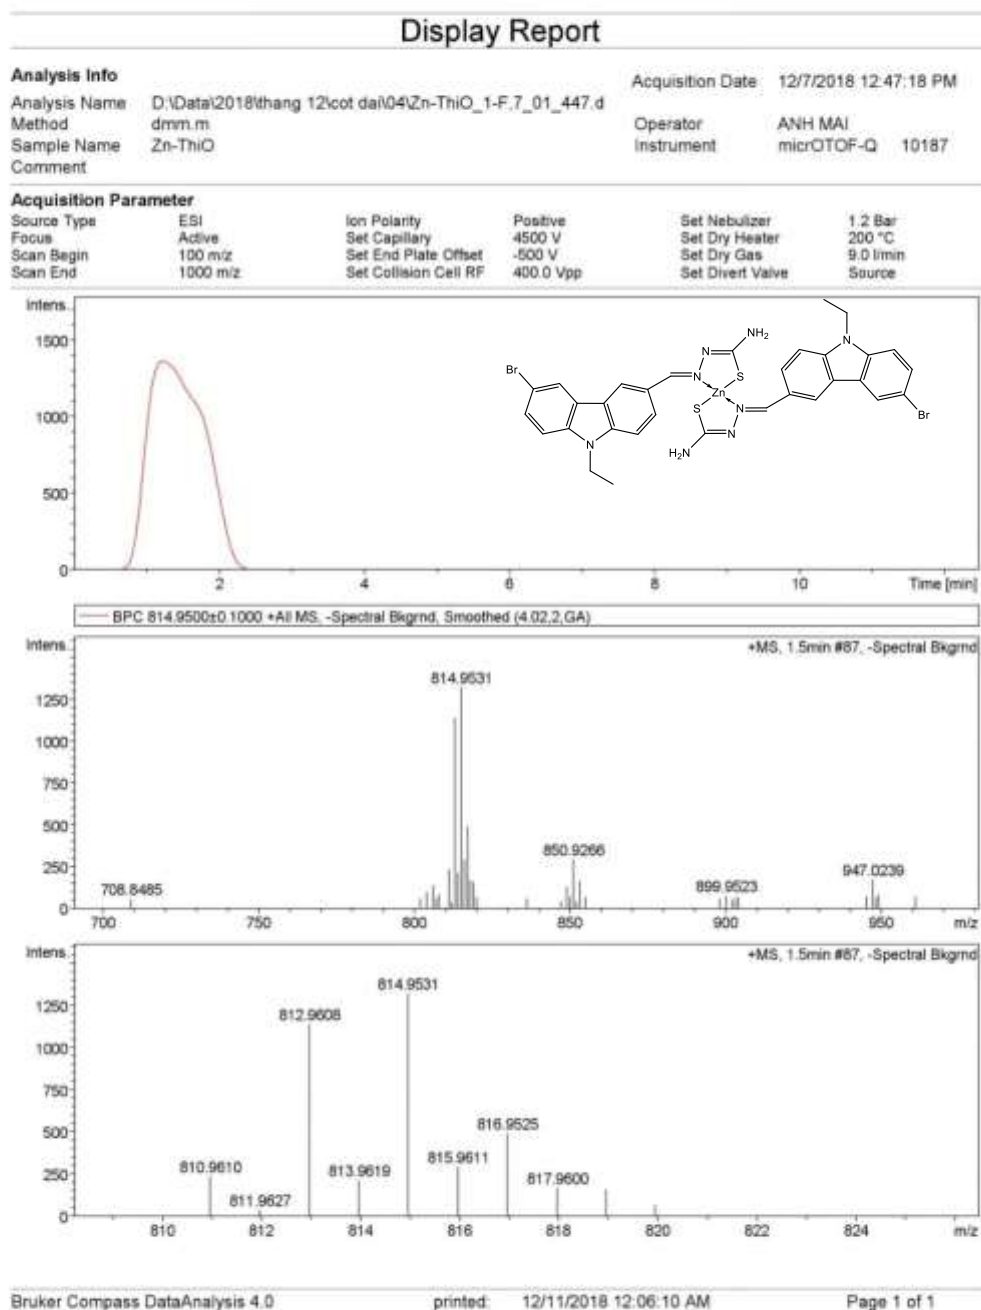 Display Report
Analysis Info
Acquisition Date 12/7/2018 12:47:18 PM
Analysis Name D:\Data\2018\thang 12\cot dai\04\Zn-ThiO_1-F,7_01_447.d
Method dmm.m Operator ANH MAI
Sample Name Zn-ThiO Instrument micrOTOF-Q 10187
Comment
Acquisition Parameter
Source Type ESI Ion Polarity Positive Set Nebulizer 1.2 Bar
Focus Active Set Capillary 4500 V Set Dry Heater 200 °C
Scan Begin 100 m/z Set End Plate Offset -500 V Set Dry Gas 9.0 l/min
Scan End 1000 m/z Set Collision Cell RF 400.0 Vpp Set Divert Valve Source
Intens.
1500
1000
500
0
Br
N
N
N
NH2
S
Zn
S
N
N
H2N
N
Br
2 4 6 8 10 Time [min]
BPC 814.9500±0.1000 +All MS, -Spectral Bkgrnd, Smoothed (4.02,2,GA)
Intens.
+MS, 1.5min #87, -Spectral Bkgrnd
1250
1000
750
500
250
0
814.9531
708.8485
850.9266
899.9523
947.0239
700 750 800 850 900 950 m/z
Intens.
+MS, 1.5min #87, -Spectral Bkgrnd
1250
1000
750
500
250
0
810.9610
811.9627
812.9608
813.9619
814.9531
815.9611
816.9525
817.9600
810 812 814 816 818 820 822 824 m/z
Bruker Compass DataAnalysis 4.0 printed: 12/11/2018 12:06:10 AM Page 1 of 1